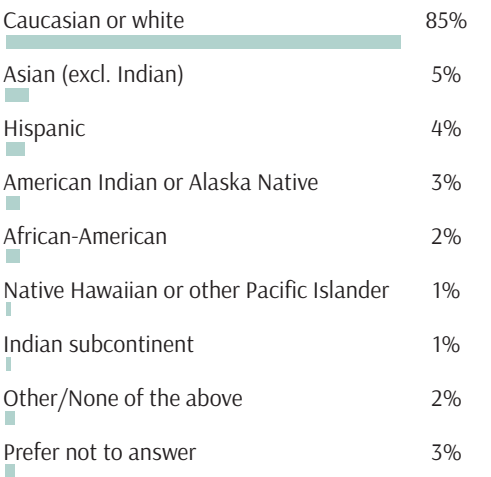 Caucasian or white 85%
Asian (excl. Indian) 5%
Hispanic 4%
American Indian or Alaska Native 3%
African-American 2%
Native Hawaiian or other Pacific Islander 1%
Indian subcontinent 1%
Other/None of the above 2%
Prefer not to answer 3%